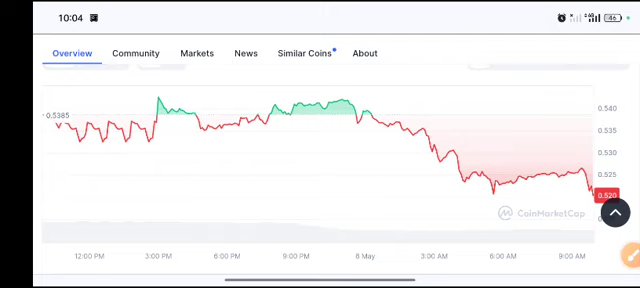 10:04 46
Overview Community Markets News Similar Coins About
0.5385
0.540
0.535
0.530
0.525
0.520
CoinMarketCap
12:00 PM 3:00 PM 6:00 PM 9:00 PM 8 May 3:00 AM 6:00 AM 9:00 AM